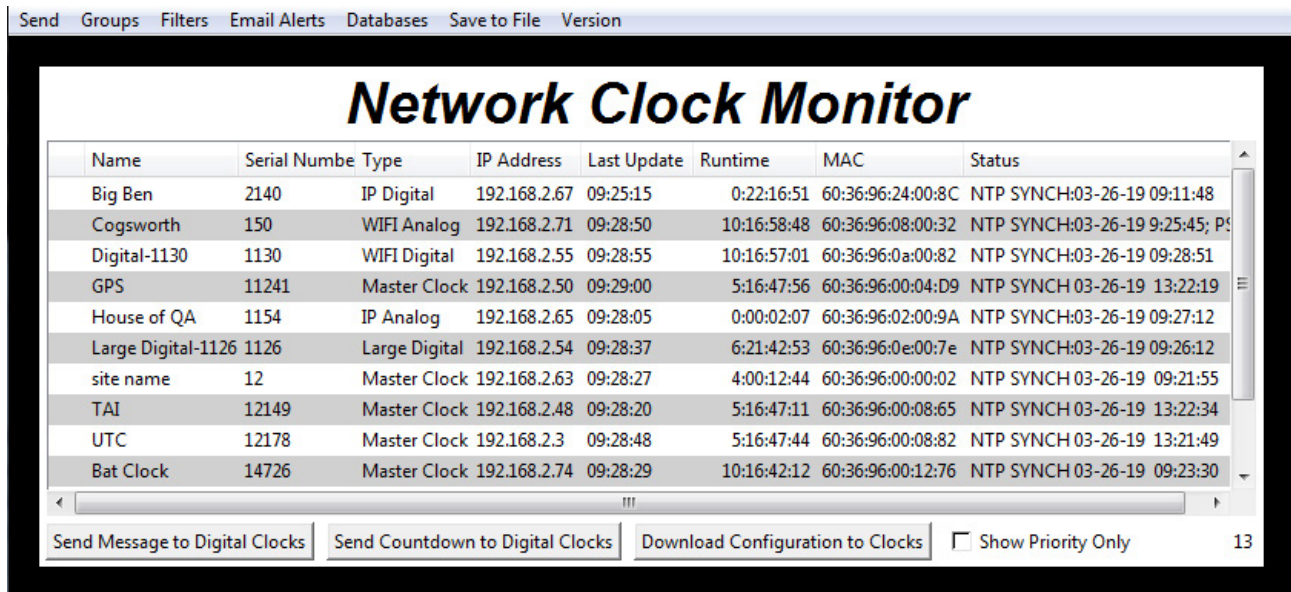 Send Groups Filters Email Alerts Databases Save to File Version
Network Clock Monitor
Name Serial Numbe Type IP Address Last Update Runtime MAC Status
Big Ben 2140 IP Digital 192.168.2.67 09:25:15 0:22:16:51 60:36:96:24:00:8C NTP SYNCH:03-26-19 09:11:48
Cogsworth 150 WIFI Analog 192.168.2.71 09:28:50 10:16:58:48 60:36:96:08:00:32 NTP SYNCH:03-26-19 9:25:45; PS
Digital-1130 1130 WIFI Digital 192.168.2.55 09:28:55 10:16:57:01 60:36:96:0a:00:82 NTP SYNCH:03-26-19 09:28:51
GPS 11241 Master Clock 192.168.2.50 09:29:00 5:16:47:56 60:36:96:00:04:D9 NTP SYNCH 03-26-19 13:22:19
House of QA 1154 IP Analog 192.168.2.65 09:28:05 0:00:02:07 60:36:96:02:00:9A NTP SYNCH:03-26-19 09:27:12
Large Digital-1126 1126 Large Digital 192.168.2.54 09:28:37 6:21:42:53 60:36:96:0e:00:7e NTP SYNCH:03-26-19 09:26:12
site name 12 Master Clock 192.168.2.63 09:28:27 4:00:12:44 60:36:96:00:00:02 NTP SYNCH 03-26-19 09:21:55
TAI 12149 Master Clock 192.168.2.48 09:28:20 5:16:47:11 60:36:96:00:08:65 NTP SYNCH 03-26-19 13:22:34
UTC 12178 Master Clock 192.168.2.3 09:28:48 5:16:47:44 60:36:96:00:08:82 NTP SYNCH 03-26-19 13:21:49
Bat Clock 14726 Master Clock 192.168.2.74 09:28:29 10:16:42:12 60:36:96:00:12:76 NTP SYNCH 03-26-19 09:23:30
Send Message to Digital Clocks Send Countdown to Digital Clocks Download Configuration to Clocks Show Priority Only 13